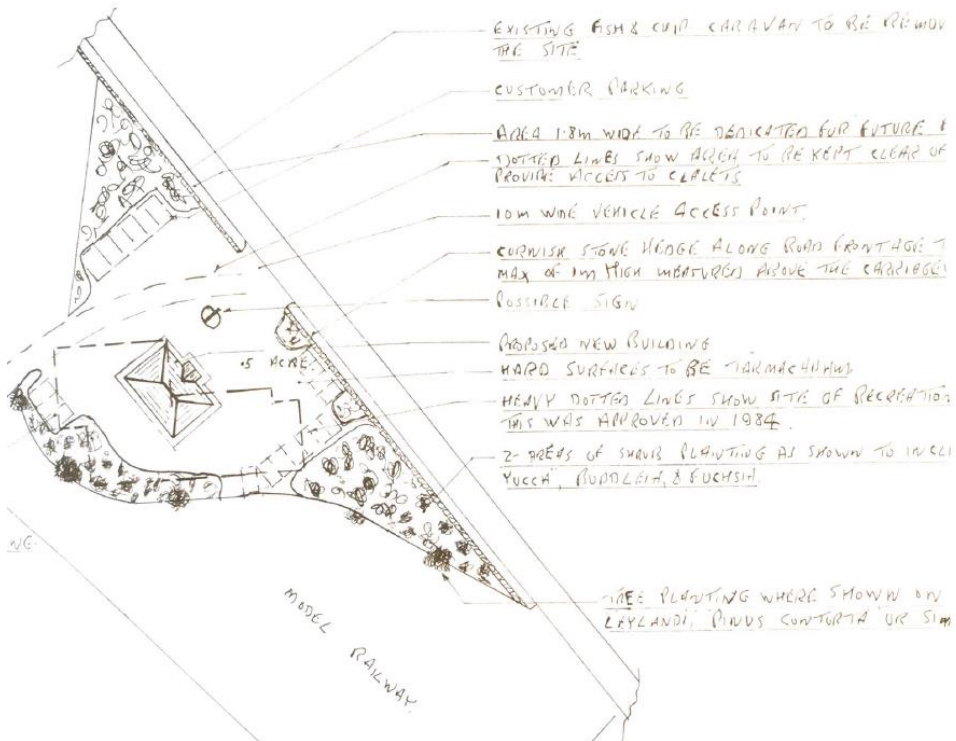 EXISTING FISH & CHIP CARAVAN TO BE REMOV
THE SITE
CUSTOMER PARKING
AREA 1.8m WIDE TO BE DEDICATED FOR FUTURE
DOTTED LINES SHOW AREA TO BE KEPT CLEAR OF
PROVIDE ACCESS TO CHALETS
10m WIDE VEHICLE ACCESS POINT.
CORNISH STONE HEDGE ALONG ROAD FRONTAGE T
MAX OF 1m HIGH MEASURED ABOVE THE CARRIAGE
POSSIBLE SIGN
PROPOSED NEW BUILDING
.5 ACRE.
HARD SURFACES TO BE
HEAVY DOTTED LINES SHOW SITE OF RECREATION
THIS WAS APPROVED IN 1984.
2- AREAS OF SHRUB PLANTING AS SHOWN TO INCL
YUCCA, BUDDLEIA, & FUCHSIA.
NG.
TREE PLANTING WHERE SHOWN ON
LEYLANDI, PINUS CONTORTA OR SIM
MODEL
RAILWAY.